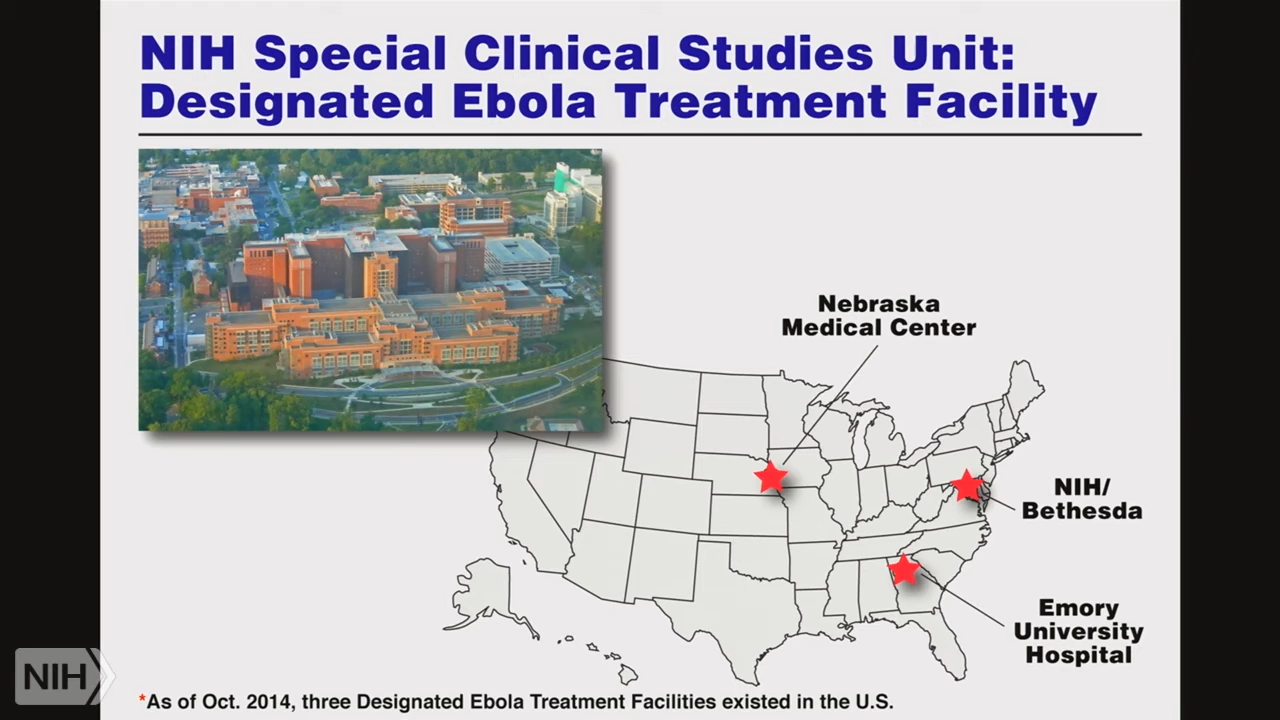 NIH Special Clinical Studies Unit:
Designated Ebola Treatment Facility
Nebraska
Medical Center
NIH/
Bethesda
Emory
University
Hospital
NIH
*As of Oct. 2014, three Designated Ebola Treatment Facilities existed in the U.S.